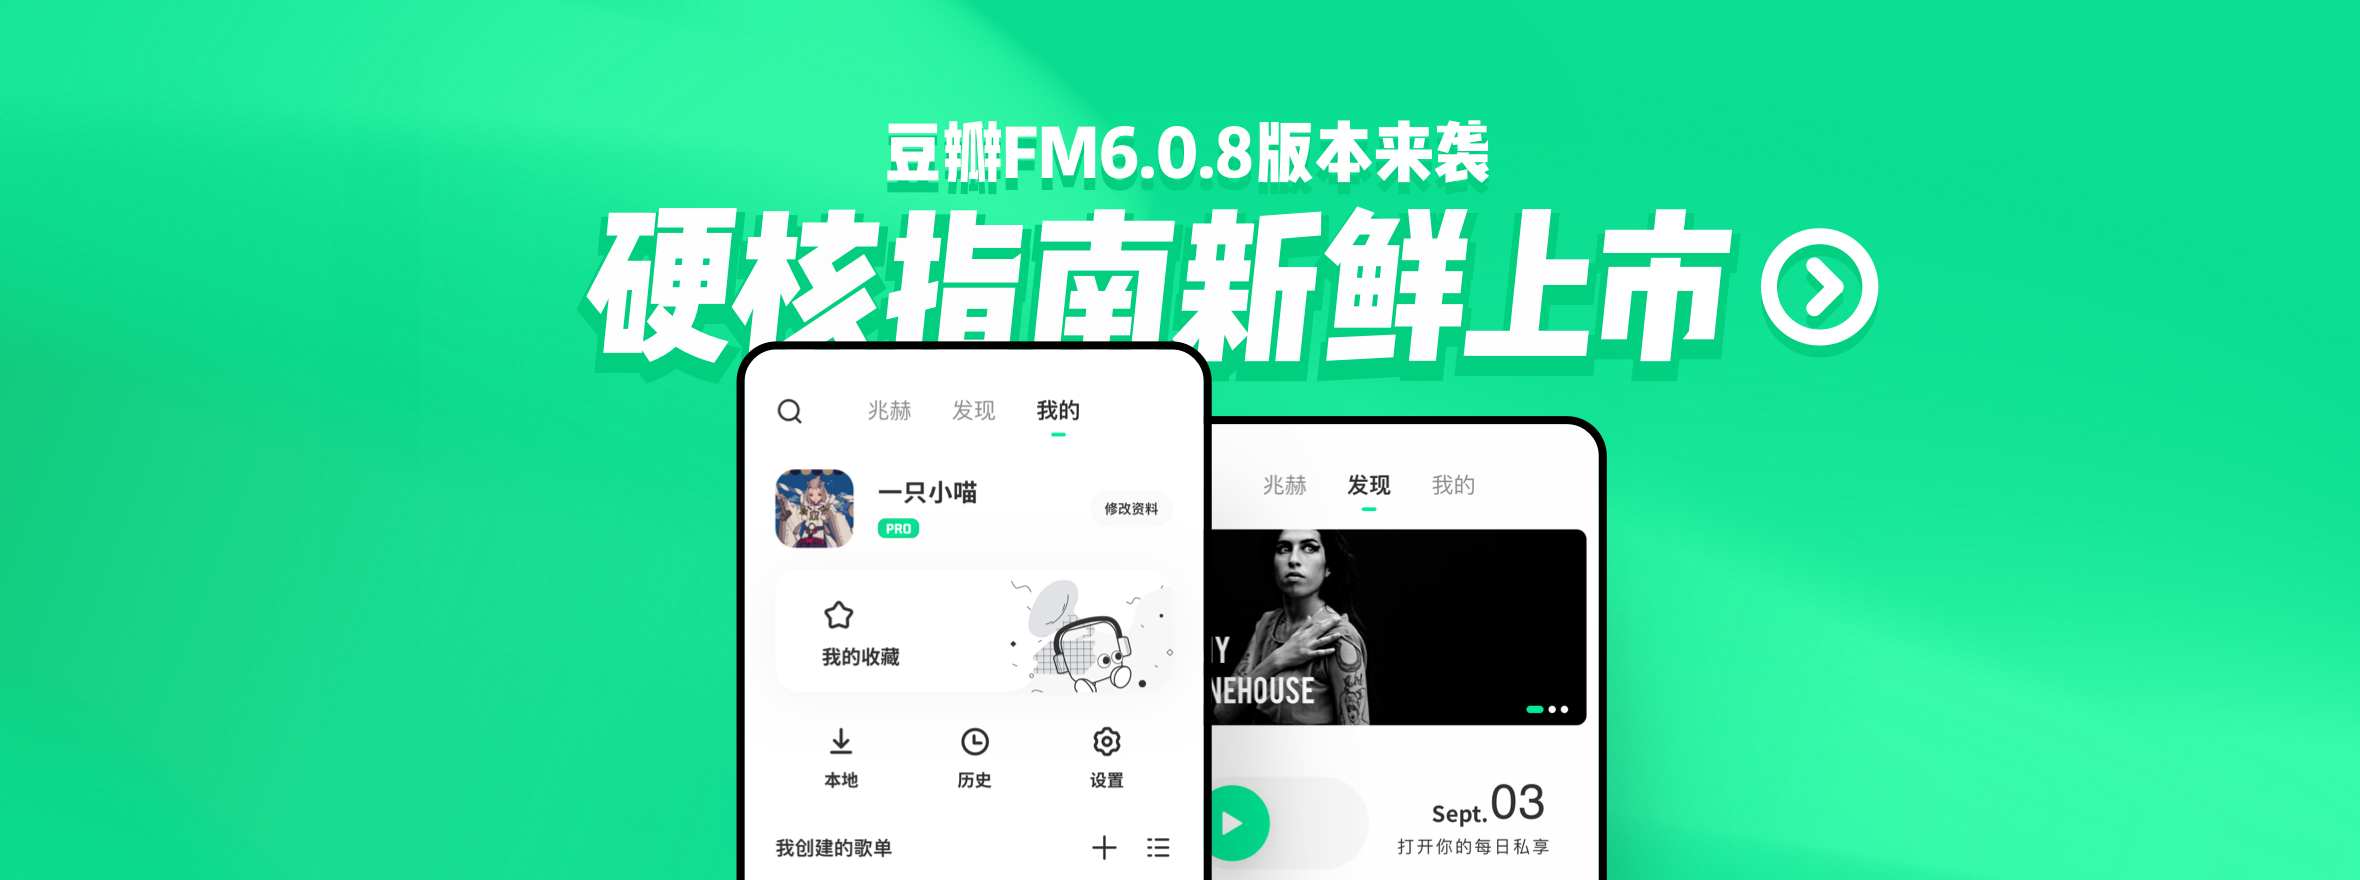 豆瓣FM6.0.8版本来袭
硬核指南新鲜上市
兆赫 发现 我的
一只小喵
PRO
修改资料
我的收藏
本地 历史 设置
我创建的歌单
兆赫 发现 我的
NEHOUSE
Sept.03
打开你的每日私享